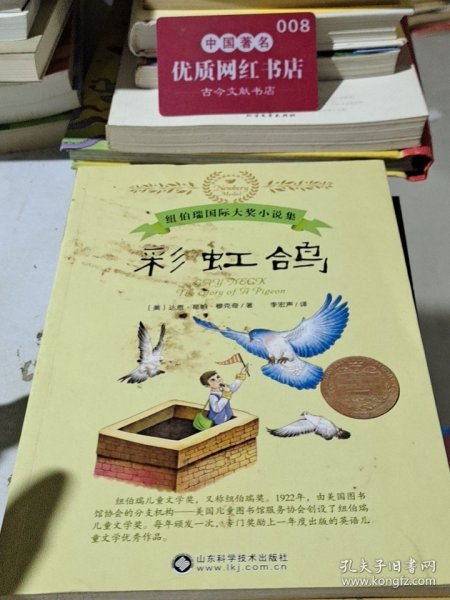 008
中国著名
优质网红书店
古今文献书店
Newbery
Medal
纽伯瑞国际大奖小说集
彩虹鸽
GAY NECK
The Story of A Pigeon
[美] 达恩·葛帕·穆克奇/著 李宏声/译
纽伯瑞儿童文学奖,又称纽伯瑞奖。1922年,由美国图书
馆协会的分支机构——美国儿童图书馆服务协会创设了纽伯瑞
儿童文学奖。每年颁发一次,专门奖励上一年度出版的英语儿
童文学优秀作品。
山东科学技术出版社
www.lkj.com.cn
孔夫子旧书网
www.kongfz.com